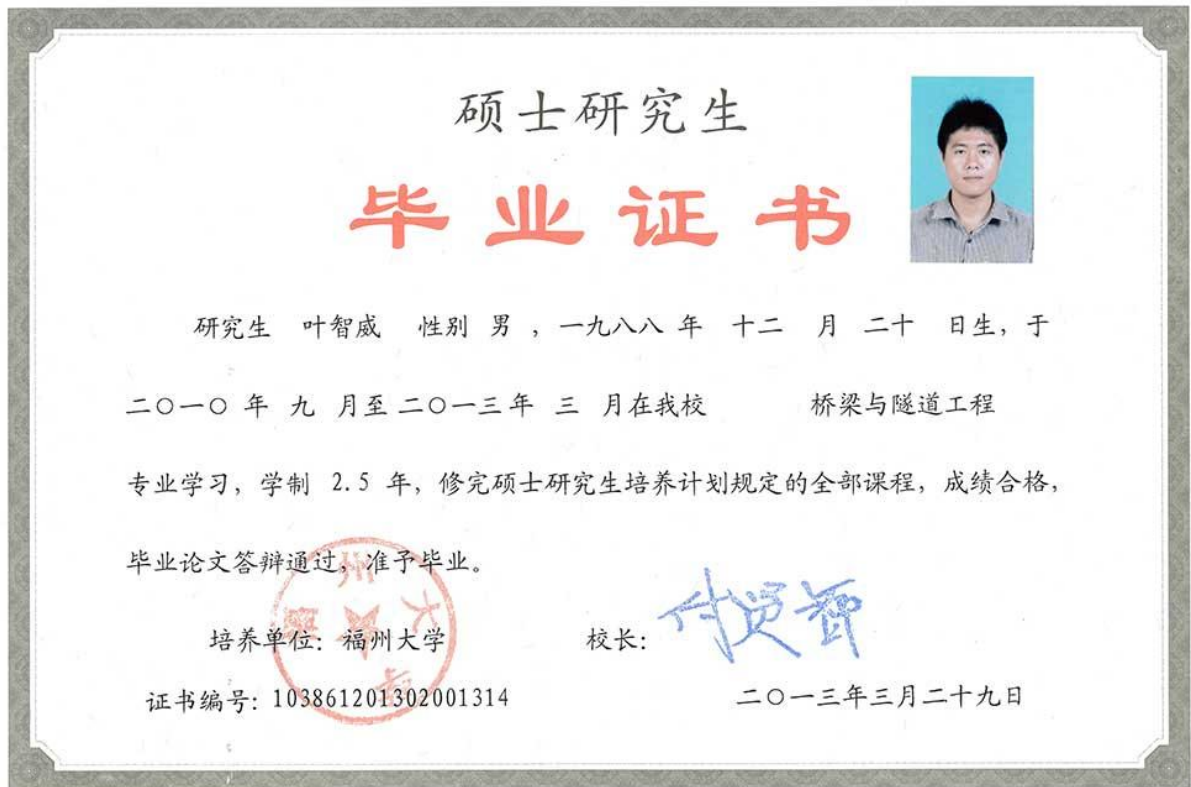 硕士研究生
毕业证书
研究生 叶智威 性别 男 ,一九八八 年 十二 月 二十 日生,于
二〇一〇 年 九 月至 二〇一三 年 三 月在我校 桥梁与隧道工程
专业学习,学制 2.5 年,修完硕士研究生培养计划规定的全部课程,成绩合格,
毕业论文答辩通过,准予毕业。
福州大学
培养单位:福州大学 校长:
证书编号:103861201302001314 二〇一三年三月二十九日